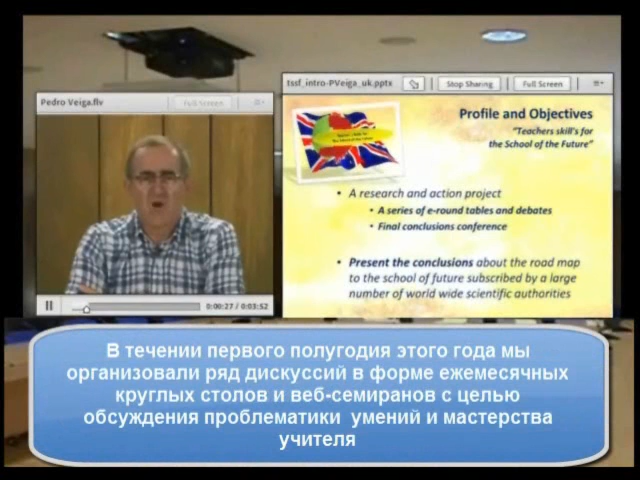 tssf_intro-PVeiga_uk.pptx
Stop Sharing
Full Screen
Pedro Veiga.flv
Full Screen
Profile and Objectives
"Teachers skill's for
the School of the Future"
• A research and action project
• A series of e-round tables and debates
• Final conclusions conference
• Present the conclusions about the road map
to the school of future subscribed by a large
number of world wide scientific authorities
0:00:27 / 0:03:52
В течении первого полугодия этого года мы
организовали ряд дискуссий в форме ежемесячных
круглых столов и веб-семиранов с целью
обсуждения проблематики умений и мастерства
учителя